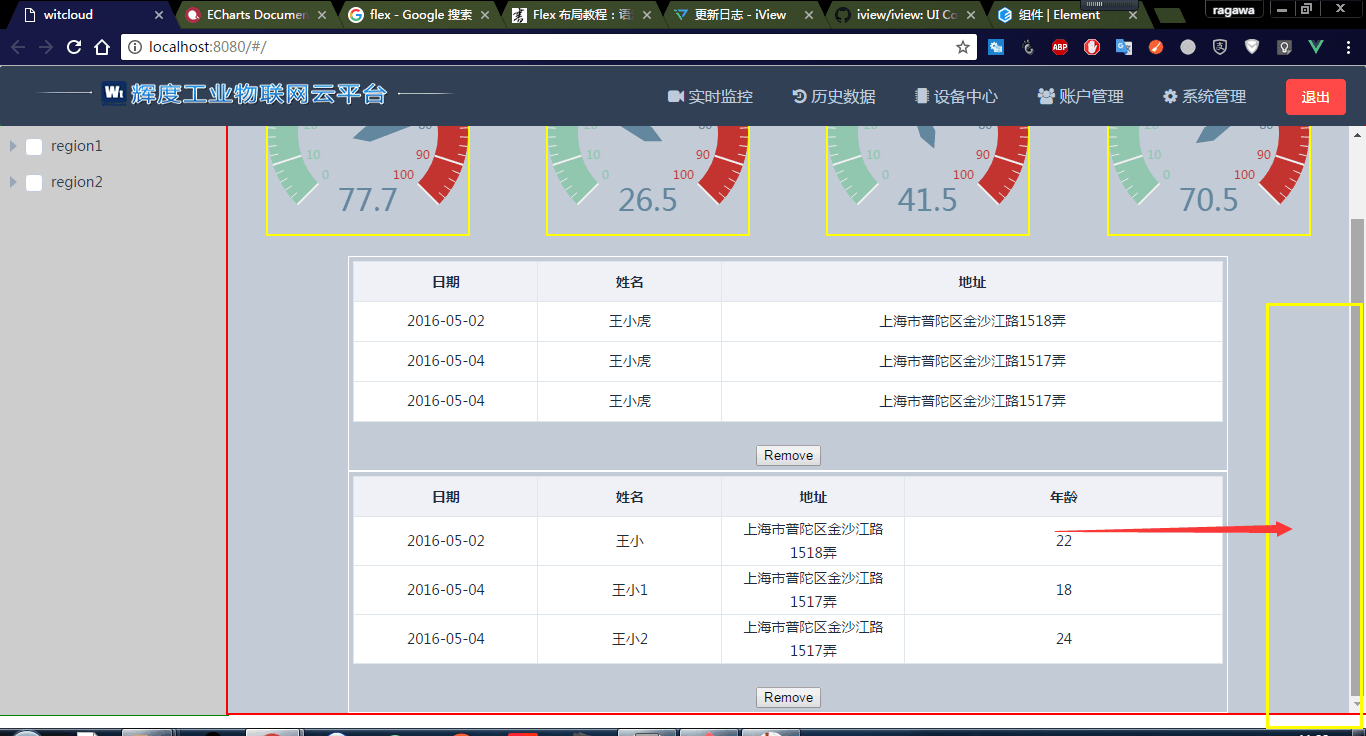 witcloud
ECharts Documen
flex - Google 搜索
Flex 布局教程：语
更新日志 - iView
iview/iview: UI Co
组件 | Element
ragawa
localhost:8080/#/
ABP
Wt 辉度工业物联网云平台
实时监控
历史数据
设备中心
账户管理
系统管理
退出
region1
region2
20 80 20 80 20 80 20 80
10 90 10 90 10 90 10 90
0 100 0 100 0 100 0 100
77.7 26.5 41.5 70.5
日期 姓名 地址
2016-05-02 王小虎 上海市普陀区金沙江路1518弄
2016-05-04 王小虎 上海市普陀区金沙江路1517弄
2016-05-04 王小虎 上海市普陀区金沙江路1517弄
Remove
日期 姓名 地址 年龄
2016-05-02 王小 上海市普陀区金沙江路 22
1518弄
2016-05-04 王小1 上海市普陀区金沙江路 18
1517弄
2016-05-04 王小2 上海市普陀区金沙江路 24
1517弄
Remove